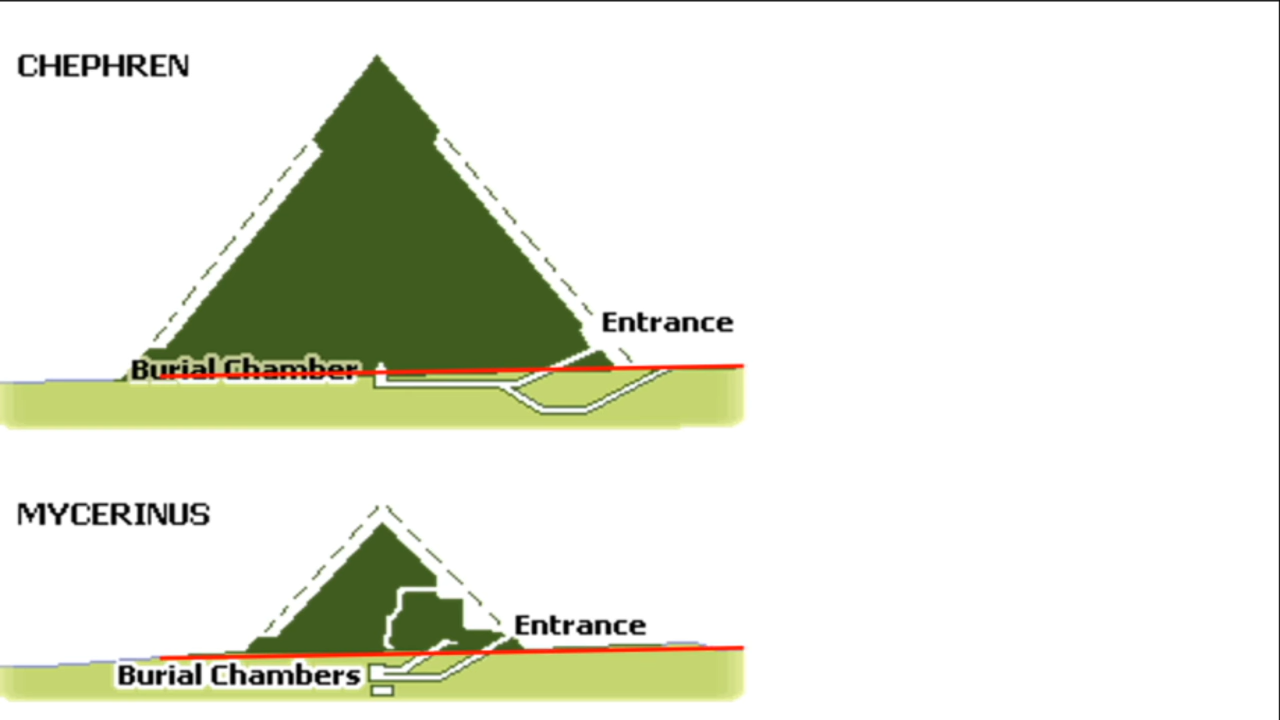 CHEPHREN
Entrance
Burial Chamber
MYCERINUS
Entrance
Burial Chambers